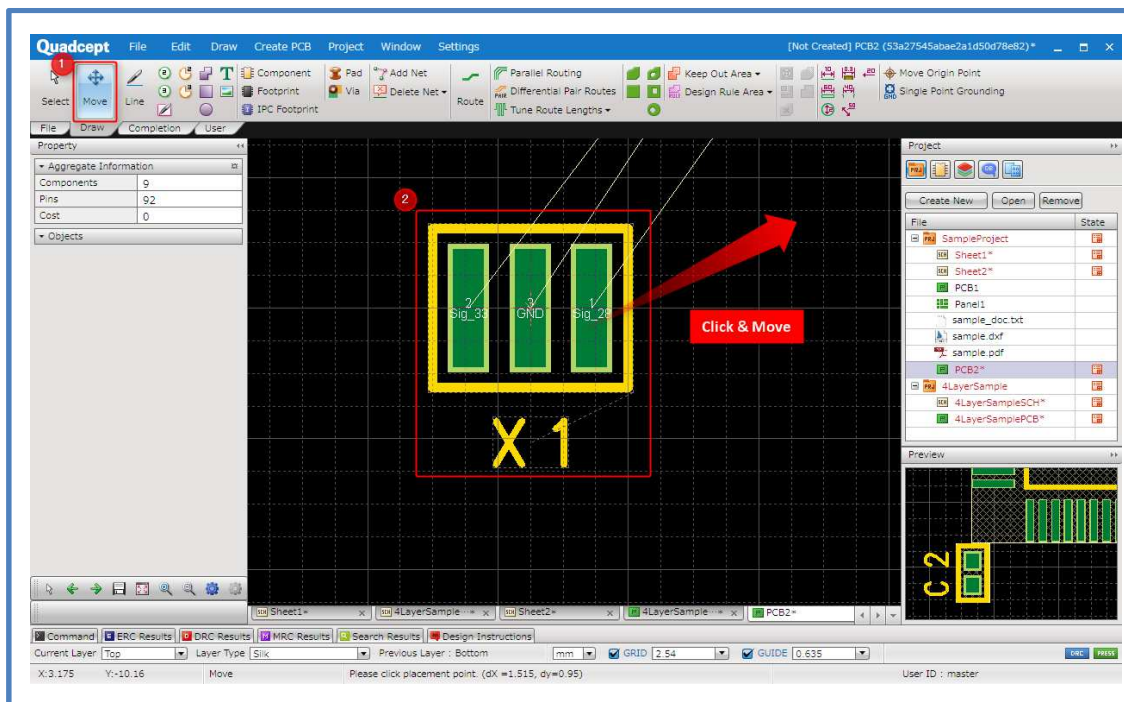 Quadcept File Edit Draw Create PCB Project Window Settings [Not Created] PCB2 (53a27545abae2a1d50d78e82)*
1
Select Move Line T Component Footprint IPC Footprint Pad Via Add Net Delete Net Route Parallel Routing Differential Pair Routes Tune Route Lengths Keep Out Area Design Rule Area Move Origin Point Single Point Grounding
File Draw Completion User
Property
Aggregate Information
Components 9
Pins 92
Cost 0
Objects
2
2 3 1
Sig_33 GND Sig_28
Click & Move
X 1
Project
Create New Open Remove
File State
SampleProject
Sheet1*
Sheet2*
PCB1
Panel1
sample_doc.txt
sample.dxf
sample.pdf
PCB2*
4LayerSample
4LayerSampleSCH*
4LayerSamplePCB*
Preview
C 2
Sheet1* x 4LayerSample ...* x Sheet2* x 4LayerSample ...* x PCB2*
Command ERC Results DRC Results MRC Results Search Results Design Instructions
Current Layer Top Layer Type Silk Previous Layer : Bottom mm GRID 2.54 GUIDE 0.635 DRC PRESS
X:3.175 Y:-10.16 Move Please click placement point. (dX =1.515, dy=0.95) User ID : master